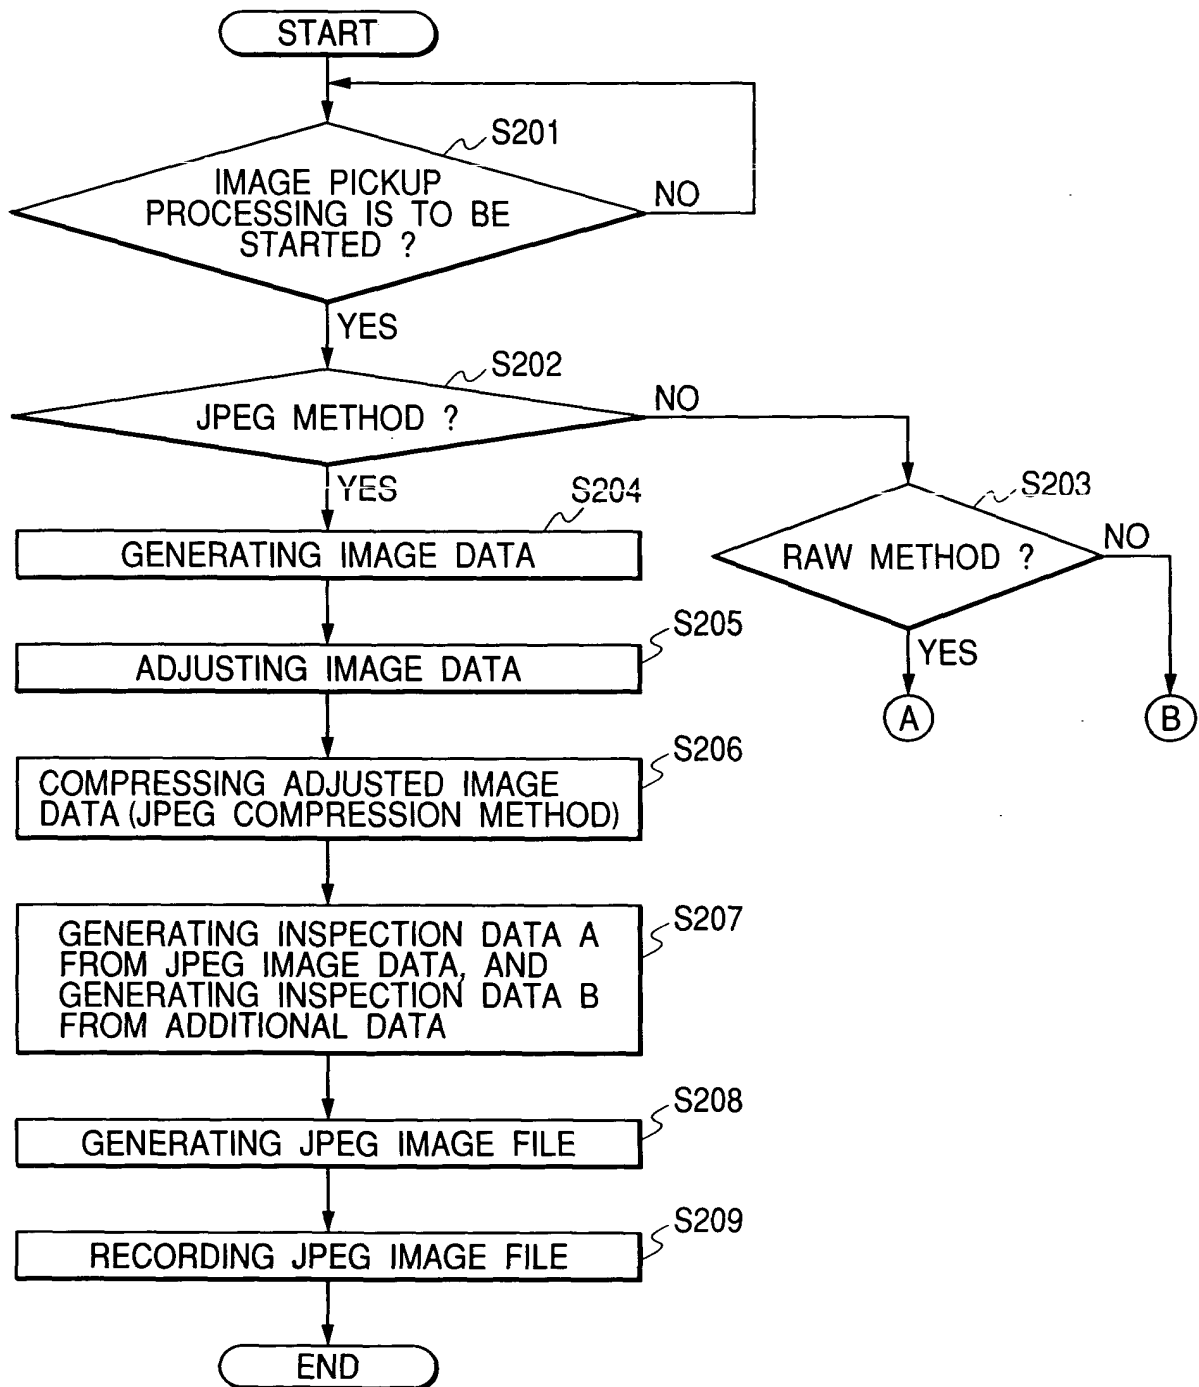 START
S201
IMAGE PICKUP
PROCESSING IS TO BE
STARTED ?
NO
YES
S202
JPEG METHOD ?
NO
YES
S203
RAW METHOD ?
NO
YES
A
B
S204
GENERATING IMAGE DATA
S205
ADJUSTING IMAGE DATA
S206
COMPRESSING ADJUSTED IMAGE
DATA (JPEG COMPRESSION METHOD)
S207
GENERATING INSPECTION DATA A
FROM JPEG IMAGE DATA, AND
GENERATING INSPECTION DATA B
FROM ADDITIONAL DATA
S208
GENERATING JPEG IMAGE FILE
S209
RECORDING JPEG IMAGE FILE
END